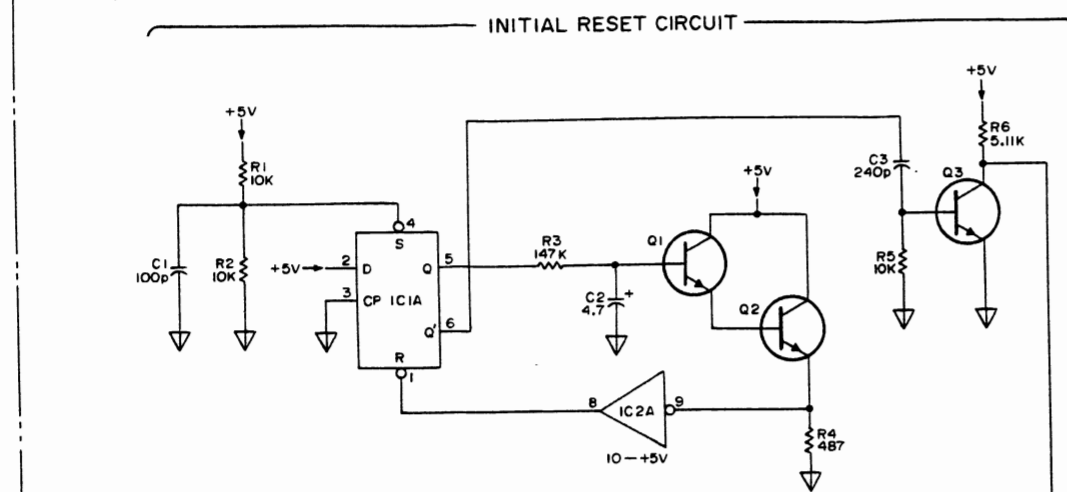 INITIAL RESET CIRCUIT
+5V
R1
10K
C1
100p
R2
10K
4
S
+5V
2
D
Q
5
3
CP
IC1A
Q'
6
R
1
R3
147K
C2
4.7
+
Q1
+5V
Q2
8
IC2A
9
10-+5V
R4
487
C3
240p
R5
10K
+5V
R6
5.11K
Q3